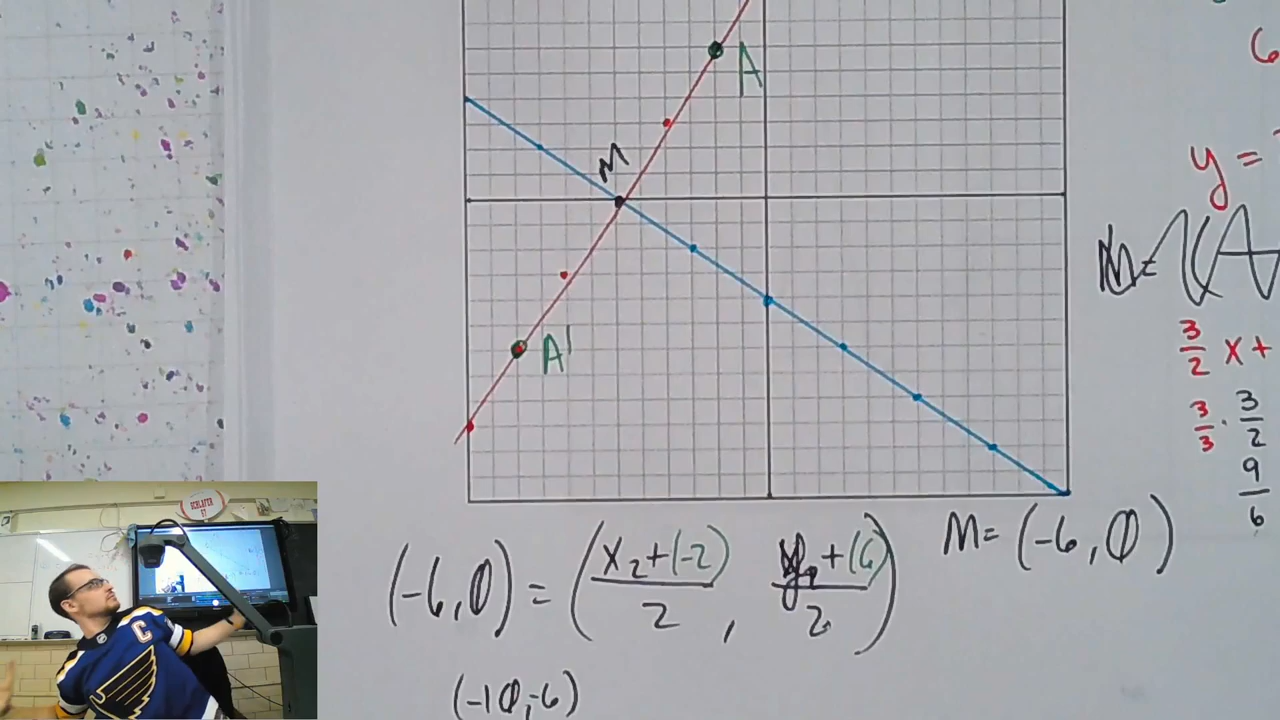 A
6
M
y =
A'
3/2 x +
3/3 · 3/2
9/6
M = (-6, 0)
(-6, 0) = (x₂ + (-2) / 2 , y₂ + (6) / 2)
(-10, -6)
C